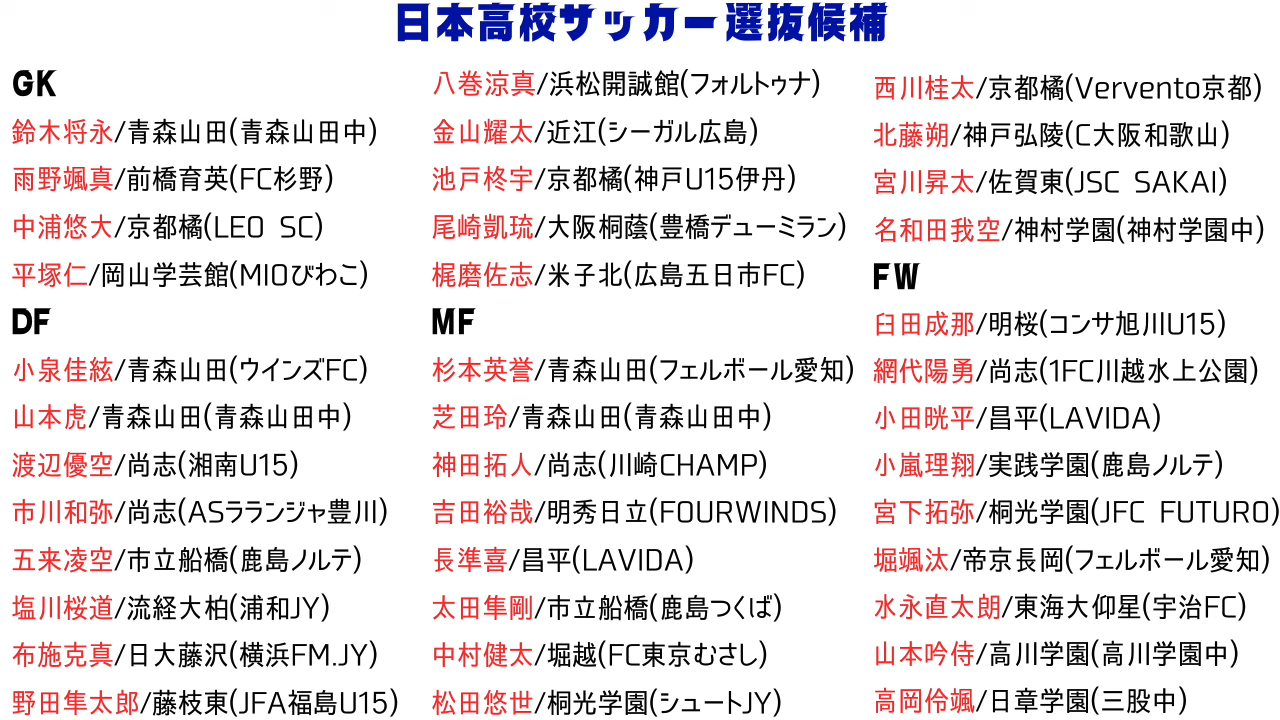 日本高校サッカー選抜候補
GK
鈴木将永/青森山田(青森山田中)
雨野颯真/前橋育英(FC杉野)
中浦悠大/京都橘(LEO SC)
平塚仁/岡山学芸館(MIOびわこ)
DF
小泉佳絃/青森山田(ウインズFC)
山本虎/青森山田(青森山田中)
渡辺優空/尚志(湘南U15)
市川和弥/尚志(ASラランジャ豊川)
五来凌空/市立船橋(鹿島ノルテ)
塩川桜道/流経大柏(浦和JY)
布施克真/日大藤沢(横浜FM.JY)
野田隼太郎/藤枝東(JFA福島U15)
八巻涼真/浜松開誠館(フォルトゥナ)
金山耀太/近江(シーガル広島)
池戸柊宇/京都橘(神戸U15伊丹)
尾崎凱琉/大阪桐蔭(豊橋デューミラン)
梶磨佐志/米子北(広島五日市FC)
MF
杉本英誉/青森山田(フェルボール愛知)
芝田玲/青森山田(青森山田中)
神田拓人/尚志(川崎CHAMP)
吉田裕哉/明秀日立(FOURWINDS)
長準喜/昌平(LAVIDA)
太田隼剛/市立船橋(鹿島つくば)
中村健太/堀越(FC東京むさし)
松田悠世/桐光学園(シュートJY)
西川桂太/京都橘(Vervento京都)
北藤朔/神戸弘陵(C大阪和歌山)
宮川昇太/佐賀東(JSC SAKAI)
名和田我空/神村学園(神村学園中)
FW
臼田成那/明桜(コンサ旭川U15)
網代陽勇/尚志(1FC川越水上公園)
小田晄平/昌平(LAVIDA)
小嵐理翔/実践学園(鹿島ノルテ)
宮下拓弥/桐光学園(JFC FUTURO)
堀颯汰/帝京長岡(フェルボール愛知)
水永直太朗/東海大仰星(宇治FC)
山本吟侍/高川学園(高川学園中)
高岡伶颯/日章学園(三股中)